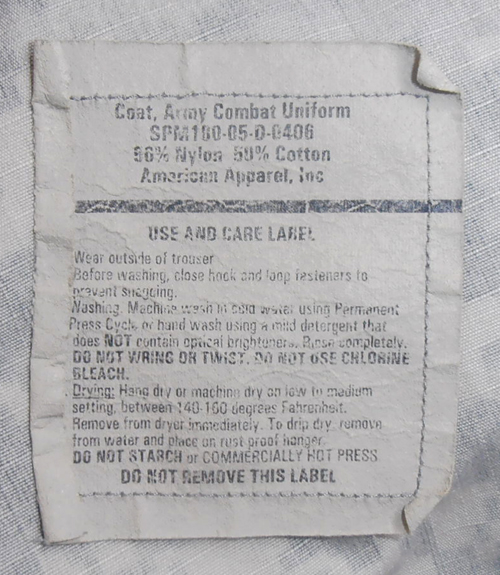 Coat, Army Combat Uniform
SPM100-05-D-0406
50% Nylon 50% Cotton
American Apparel, Inc
USE AND CARE LABEL
Wear outside of trouser
Before washing, close hook and loop fasteners to
prevent snagging.
Washing. Machine wash in cold water using Permanent
Press Cycle, or hand wash using a mild detergent that
does NOT contain optical brighteners. Rinse completely.
DO NOT WRING OR TWIST. DO NOT USE CHLORINE
BLEACH.
Drying: Hang dry or machine dry on low to medium
setting, between 140-160 degrees Fahrenheit.
Remove from dryer immediately. To drip dry, remove
from water and place on rust proof hanger
DO NOT STARCH or COMMERCIALLY HOT PRESS
DO NOT REMOVE THIS LABEL